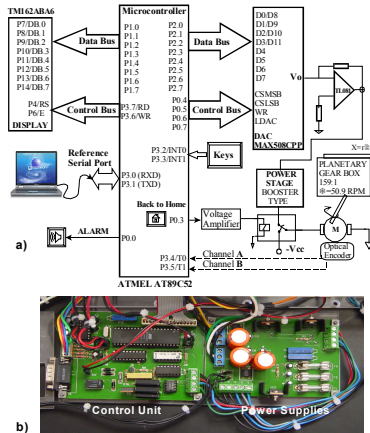 TM162ABA6
Microcontroller
P7/DB.0
P8/DB.1
P9/DB.2
P10/DB.3
P11/DB.4
P12/DB.5
P13/DB.6
P14/DB.7
P4/RS
P6/E
DISPLAY
Data Bus
Control Bus
P1.0
P1.1
P1.2
P1.3
P1.4
P1.5
P1.6
P1.7
P3.7/RD
P3.6/WR
P2.0
P2.1
P2.2
P2.3
P2.4
P2.5
P2.6
P2.7
P0.4
P0.5
P0.6
P0.7
Data Bus
Control Bus
D0/D8
D1/D9
D2/D10
D3/D11
D4
D5
D6
D7
CSMSB
CSLSB
WR
LDAC
DAC
MAX508CPP
Vo
TL081
Reference
Serial Port
P3.0 (RXD)
P3.1 (TXD)
P3.2/INT0
P3.3/INT1
Keys
POWER
STAGE
BOOSTER
TYPE
PLANETARY
GEAR BOX
159:1
=50.9 RPM
Back to Home
P0.3
Voltage
Amplifier
-Vcc
M
Optical
Encoder
ALARM
P0.0
P3.4/T0
P3.5/T1
Channel A
Channel B
ATMEL AT89C52
a)
Control Unit
Power Supplies
b)